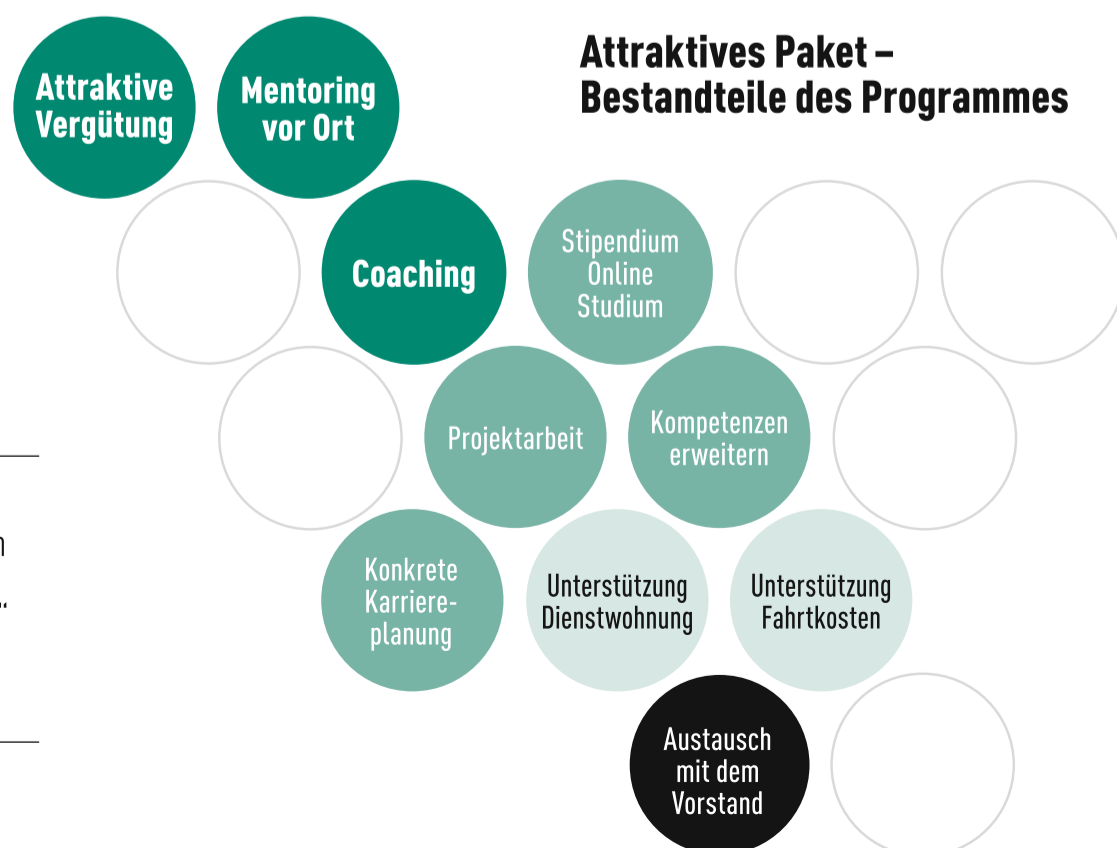 Attraktives Paket –
Bestandteile des Programmes
Attraktive
Vergütung
Mentoring
vor Ort
Coaching
Stipendium
Online
Studium
Projektarbeit
Kompetenzen
erweitern
Konkrete
Karriere-
planung
Unterstützung
Dienstwohnung
Unterstützung
Fahrtkosten
Austausch
mit dem
Vorstand